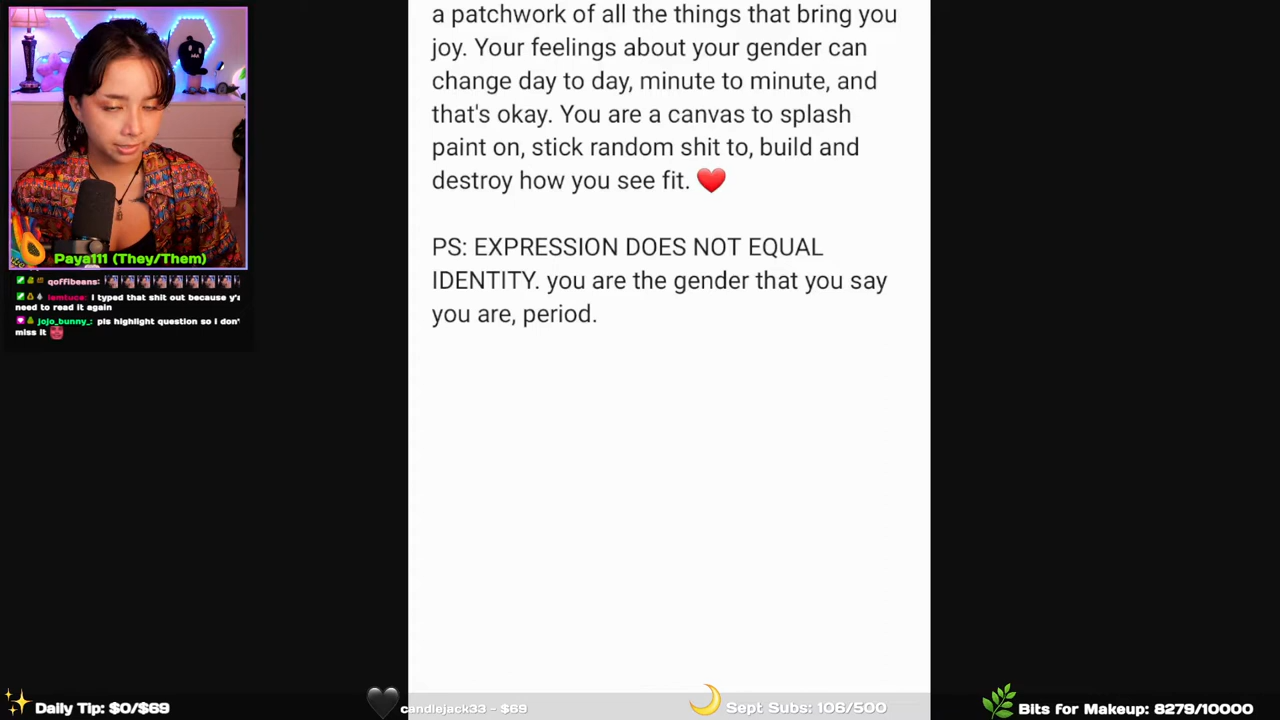 a patchwork of all the things that bring you
joy. Your feelings about your gender can
change day to day, minute to minute, and
that's okay. You are a canvas to splash
paint on, stick random shit to, build and
destroy how you see fit. ❤️
PS: EXPRESSION DOES NOT EQUAL
IDENTITY. you are the gender that you say
you are, period.
Paya111 (They/Them)
qoffibeans:
iamluce: i typed that shit out because y'a
need to read it again
jojo_bunny_: pls highlight question so i don'
miss it
Daily Tip: $0/$69
candlejack33 - $69
Sept Subs: 106/500
Bits for Makeup: 8279/10000